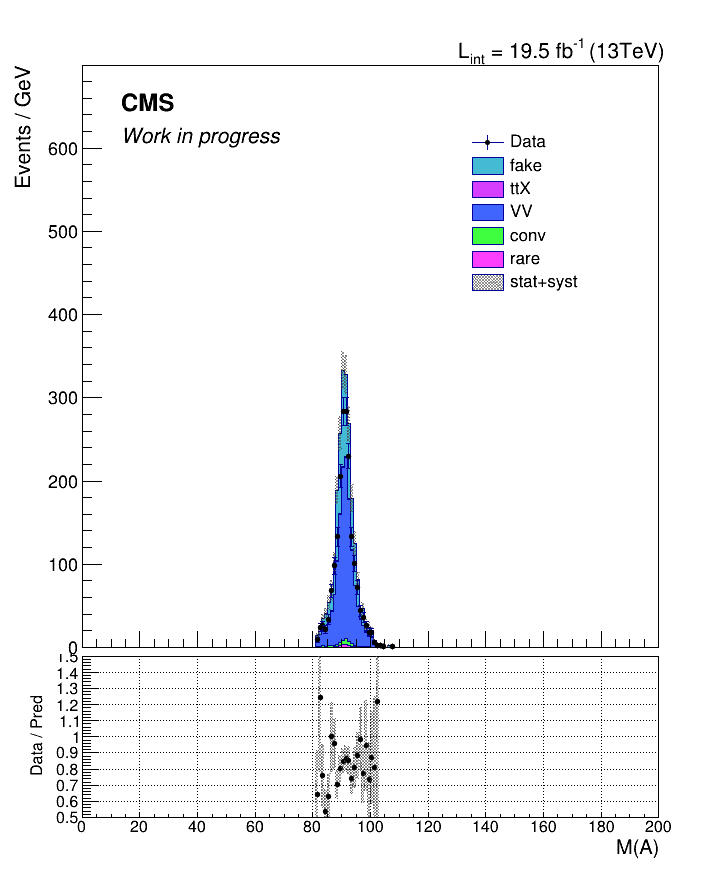 L_int = 19.5 fb^-1 (13TeV)
Events / GeV
CMS
Work in progress
Data
fake
ttX
VV
conv
rare
stat+syst
600
500
400
300
200
100
0
Data / Pred
1.5
1.4
1.3
1.2
1.1
1
0.9
0.8
0.7
0.6
0.5
0 20 40 60 80 100 120 140 160 180 200
M(A)